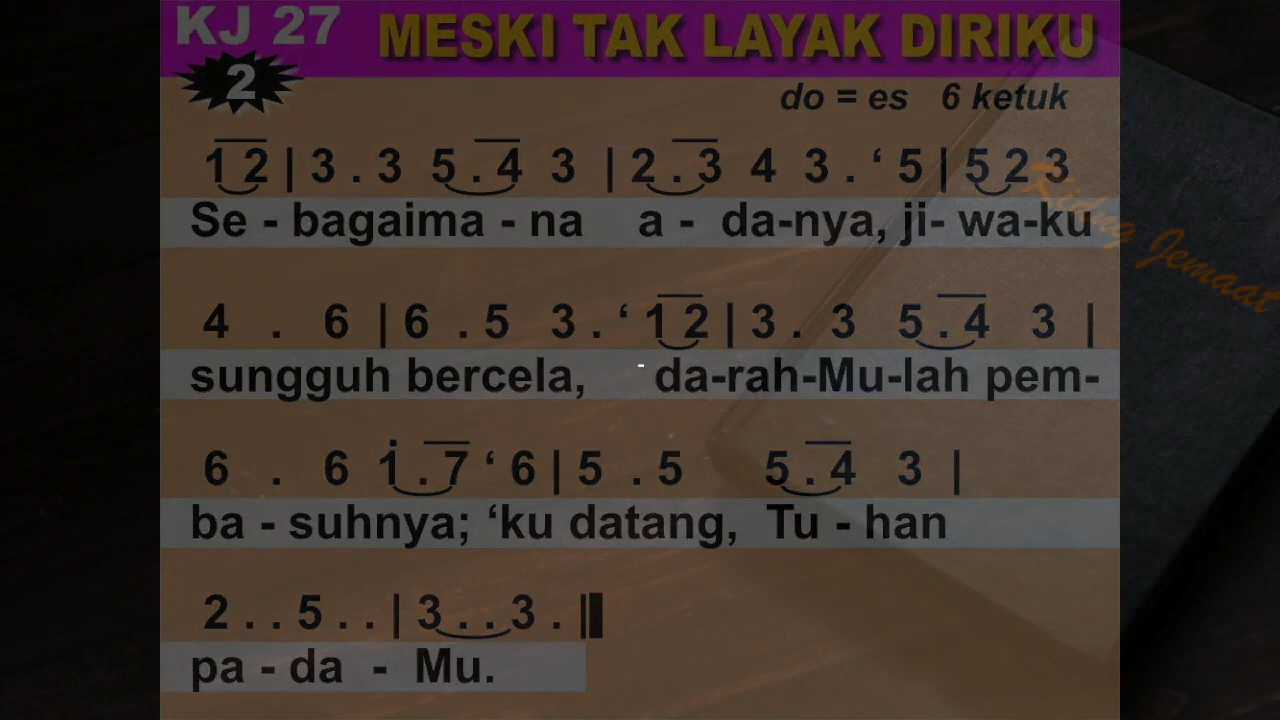 KJ 27 MESKI TAK LAYAK DIRIKU
2
do = es 6 ketuk
1 2 | 3 . 3 5 . 4 3 | 2 . 3 4 3 . ‘ 5 | 5 2 3
Se - bagaima - na a - da-nya, ji- wa-ku
4 . 6 | 6 . 5 3 . ‘ 1 2 | 3 . 3 5 . 4 3 |
sungguh bercela, - da-rah-Mu-lah pem-
6 . 6 1̇ . 7 ‘ 6 | 5 . 5 5 . 4 3 |
ba - suhnya; ‘ku datang, Tu - han
2 . . 5 . . | 3 . . 3 . ||
pa - da - Mu.
Jemaat